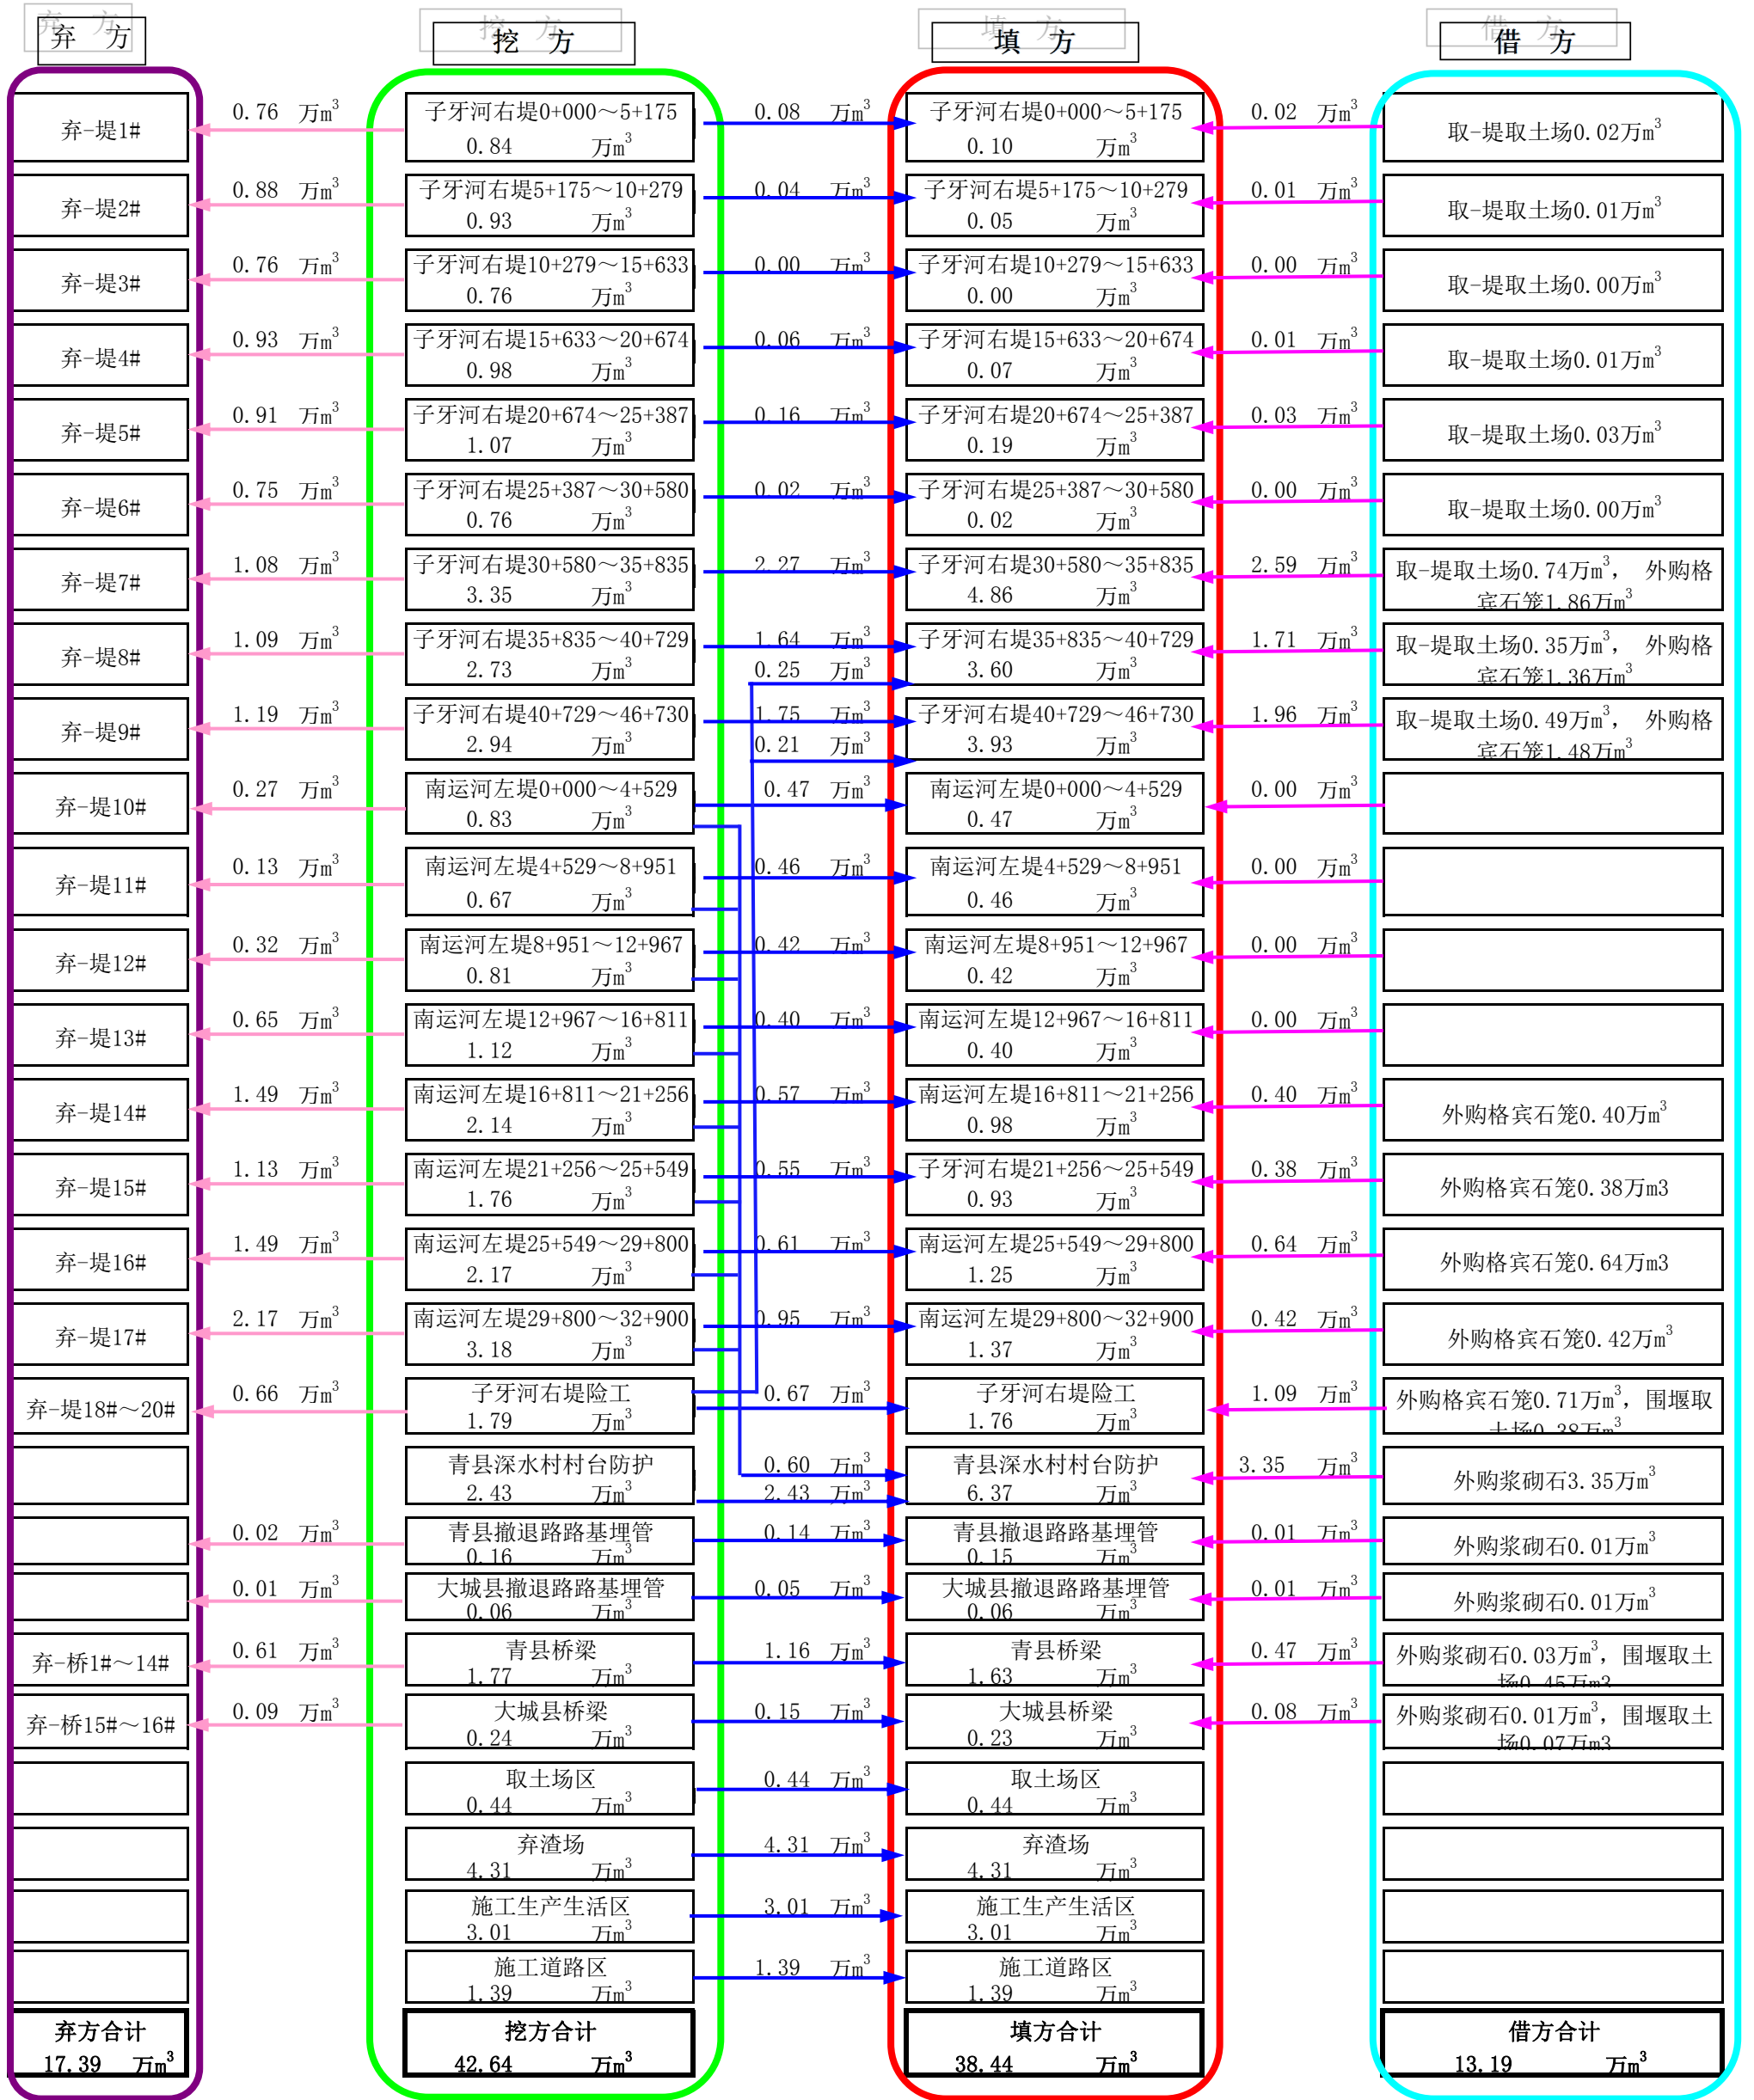 弃 方
挖 方
填 方
借 方
弃-堤1#
0.76 万m³
子牙河右堤0+000～5+175
0.84 万m³
0.08 万m³
子牙河右堤0+000～5+175
0.10 万m³
0.02 万m³
取-堤取土场0.02万m³
弃-堤2#
0.88 万m³
子牙河右堤5+175～10+279
0.93 万m³
0.04 万m³
子牙河右堤5+175～10+279
0.05 万m³
0.01 万m³
取-堤取土场0.01万m³
弃-堤3#
0.76 万m³
子牙河右堤10+279～15+633
0.76 万m³
0.00 万m³
子牙河右堤10+279～15+633
0.00 万m³
0.00 万m³
取-堤取土场0.00万m³
弃-堤4#
0.93 万m³
子牙河右堤15+633～20+674
0.98 万m³
0.06 万m³
子牙河右堤15+633～20+674
0.07 万m³
0.01 万m³
取-堤取土场0.01万m³
弃-堤5#
0.91 万m³
子牙河右堤20+674～25+387
1.07 万m³
0.16 万m³
子牙河右堤20+674～25+387
0.19 万m³
0.03 万m³
取-堤取土场0.03万m³
弃-堤6#
0.75 万m³
子牙河右堤25+387～30+580
0.76 万m³
0.02 万m³
子牙河右堤25+387～30+580
0.02 万m³
0.00 万m³
取-堤取土场0.00万m³
弃-堤7#
1.08 万m³
子牙河右堤30+580～35+835
3.35 万m³
2.27 万m³
子牙河右堤30+580～35+835
4.86 万m³
2.59 万m³
取-堤取土场0.74万m³， 外购格
宾石笼1.86万m³
弃-堤8#
1.09 万m³
子牙河右堤35+835～40+729
2.73 万m³
1.64 万m³
0.25 万m³
子牙河右堤35+835～40+729
3.60 万m³
1.71 万m³
取-堤取土场0.35万m³， 外购格
宾石笼1.36万m³
弃-堤9#
1.19 万m³
子牙河右堤40+729～46+730
2.94 万m³
1.75 万m³
0.21 万m³
子牙河右堤40+729～46+730
3.93 万m³
1.96 万m³
取-堤取土场0.49万m³， 外购格
宾石笼1.48万m³
弃-堤10#
0.27 万m³
南运河左堤0+000～4+529
0.83 万m³
0.47 万m³
南运河左堤0+000～4+529
0.47 万m³
0.00 万m³
弃-堤11#
0.13 万m³
南运河左堤4+529～8+951
0.67 万m³
0.46 万m³
南运河左堤4+529～8+951
0.46 万m³
0.00 万m³
弃-堤12#
0.32 万m³
南运河左堤8+951～12+967
0.81 万m³
0.42 万m³
南运河左堤8+951～12+967
0.42 万m³
0.00 万m³
弃-堤13#
0.65 万m³
南运河左堤12+967～16+811
1.12 万m³
0.40 万m³
南运河左堤12+967～16+811
0.40 万m³
0.00 万m³
弃-堤14#
1.49 万m³
南运河左堤16+811～21+256
2.14 万m³
0.57 万m³
南运河左堤16+811～21+256
0.98 万m³
0.40 万m³
外购格宾石笼0.40万m³
弃-堤15#
1.13 万m³
南运河左堤21+256～25+549
1.76 万m³
0.55 万m³
子牙河右堤21+256～25+549
0.93 万m³
0.38 万m³
外购格宾石笼0.38万m3
弃-堤16#
1.49 万m³
南运河左堤25+549～29+800
2.17 万m³
0.61 万m³
南运河左堤25+549～29+800
1.25 万m³
0.64 万m³
外购格宾石笼0.64万m3
弃-堤17#
2.17 万m³
南运河左堤29+800～32+900
3.18 万m³
0.95 万m³
南运河左堤29+800～32+900
1.37 万m³
0.42 万m³
外购格宾石笼0.42万m³
弃-堤18#～20#
0.66 万m³
子牙河右堤险工
1.79 万m³
0.67 万m³
子牙河右堤险工
1.76 万m³
1.09 万m³
外购格宾石笼0.71万m³，围堰取
土场0.38万m³
青县深水村村台防护
2.43 万m³
0.60 万m³
2.43 万m³
青县深水村村台防护
6.37 万m³
3.35 万m³
外购浆砌石3.35万m³
0.02 万m³
青县撤退路路基埋管
0.16 万m³
0.14 万m³
青县撤退路路基埋管
0.15 万m³
0.01 万m³
外购浆砌石0.01万m³
0.01 万m³
大城县撤退路路基埋管
0.06 万m³
0.05 万m³
大城县撤退路路基埋管
0.06 万m³
0.01 万m³
外购浆砌石0.01万m³
弃-桥1#～14#
0.61 万m³
青县桥梁
1.77 万m³
1.16 万m³
青县桥梁
1.63 万m³
0.47 万m³
外购浆砌石0.03万m³，围堰取土
场0.45万m3
弃-桥15#～16#
0.09 万m³
大城县桥梁
0.24 万m³
0.15 万m³
大城县桥梁
0.23 万m³
0.08 万m³
外购浆砌石0.01万m³，围堰取土
场0.07万m3
取土场区
0.44 万m³
0.44 万m³
取土场区
0.44 万m³
弃渣场
4.31 万m³
4.31 万m³
弃渣场
4.31 万m³
施工生产生活区
3.01 万m³
3.01 万m³
施工生产生活区
3.01 万m³
施工道路区
1.39 万m³
1.39 万m³
施工道路区
1.39 万m³
弃方合计
17.39 万m³
挖方合计
42.64 万m³
填方合计
38.44 万m³
借方合计
13.19 万m³